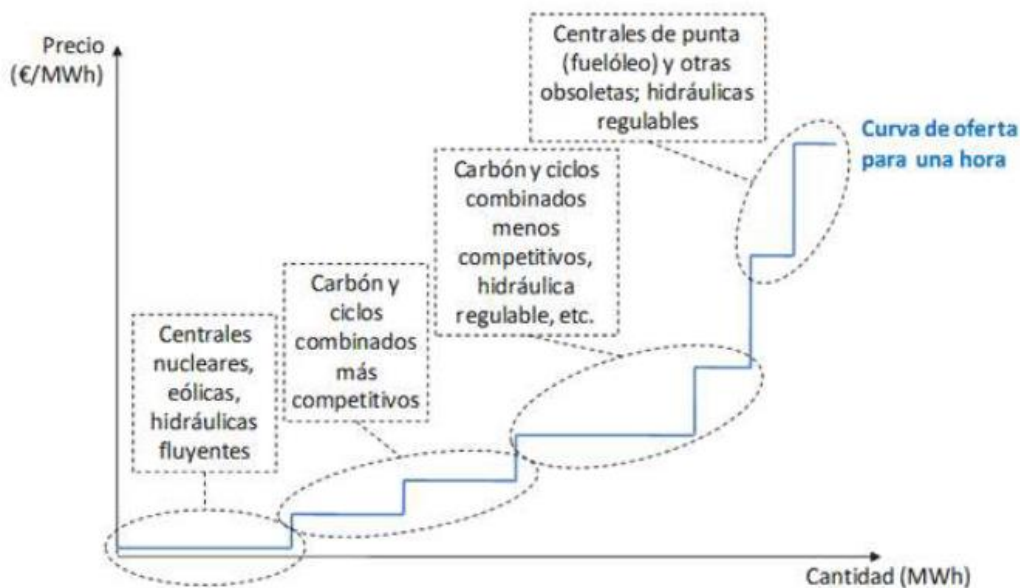 Precio
(€/MWh)
Centrales de punta
(fuelóleo) y otras
obsoletas; hidráulicas
regulables
Curva de oferta
para una hora
Carbón y ciclos
combinados
menos
competitivos,
hidráulica
regulable, etc.
Carbón y
ciclos
combinados
más
competitivos
Centrales
nucleares,
eólicas,
hidráulicas
fluyentes
Cantidad (MWh)